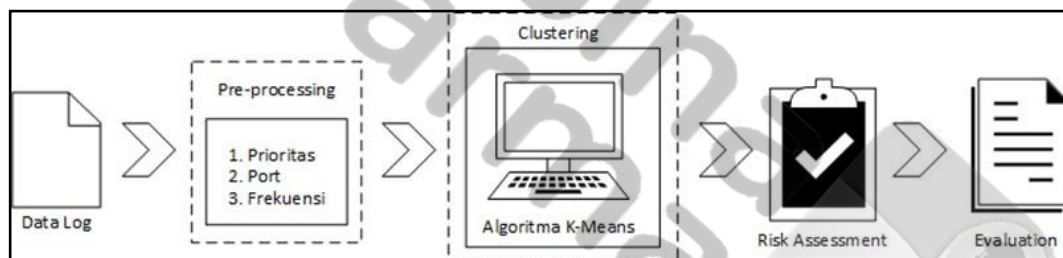 Data Log
Pre-processing
1. Prioritas
2. Port
3. Frekuensi
Clustering
Algoritma K-Means
Risk Assessment
Evaluation